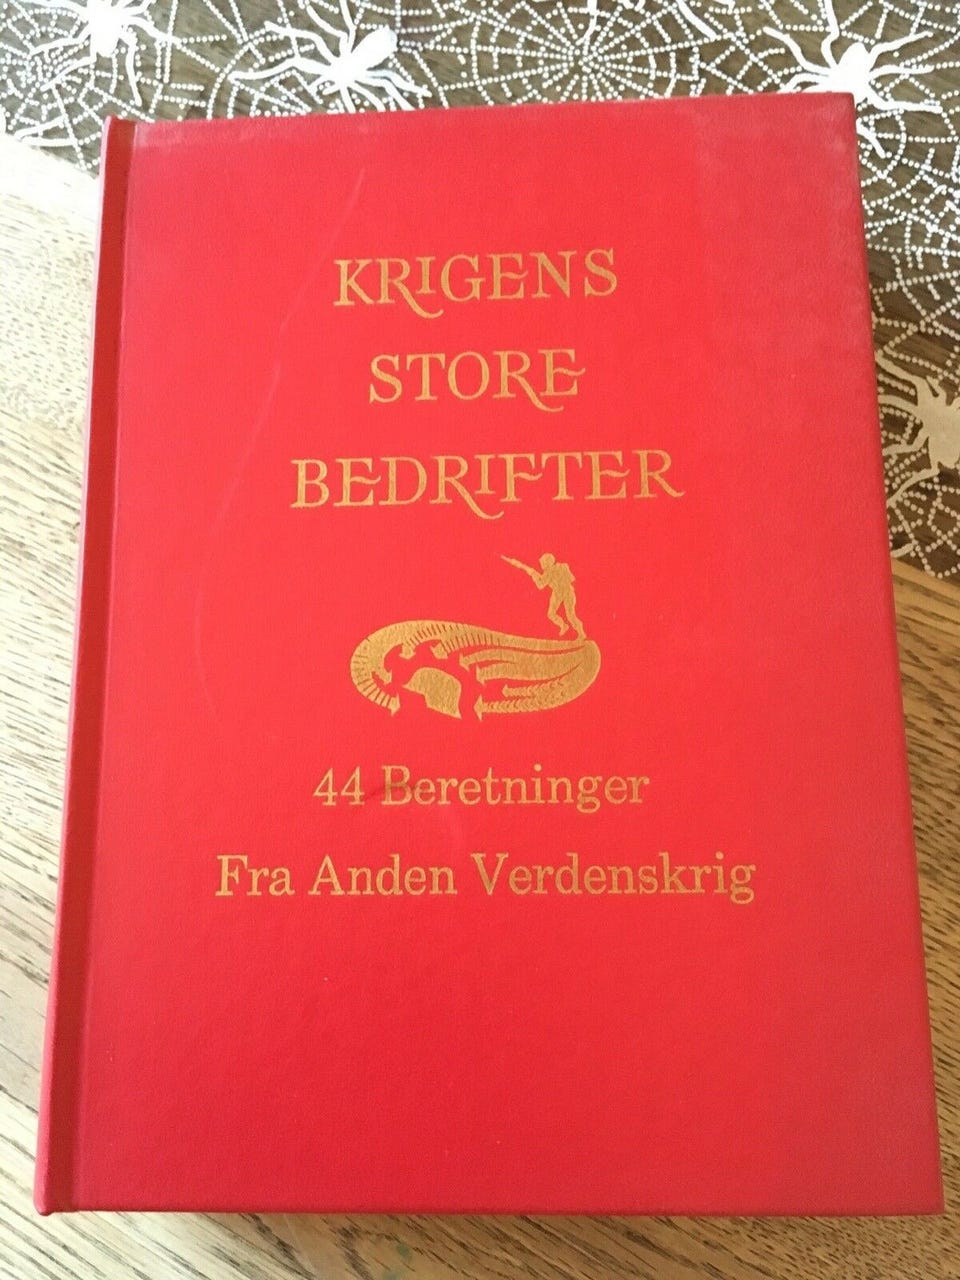 KRIGENS
STORE
BEDRIFTER
44 Beretninger
Fra Anden Verdenskrig